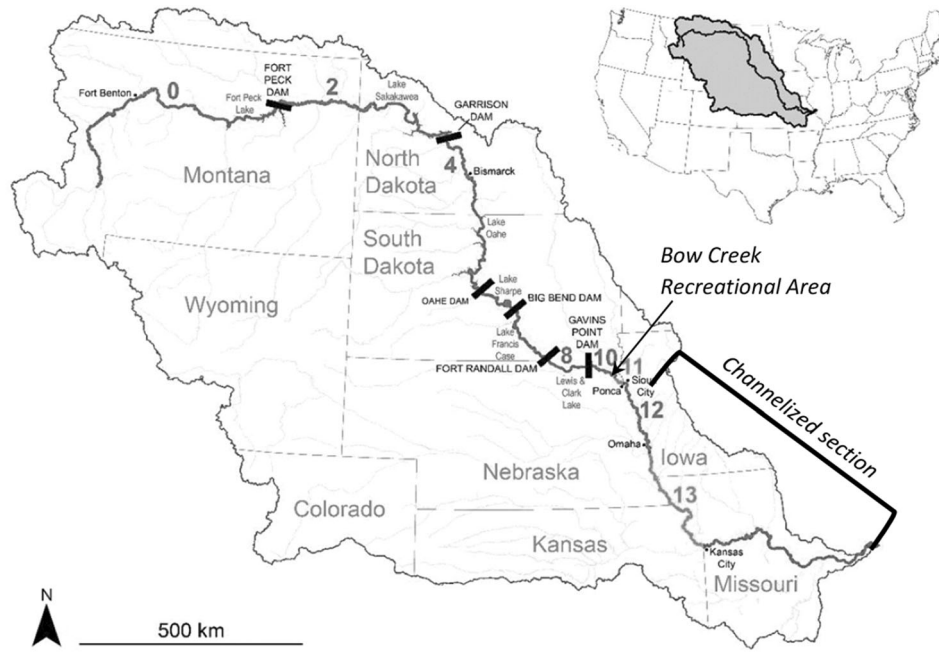 FORT
PECK
DAM
Fort Benton
0
Fort Peck
Lake
2
Lake
Sakakawea
GARRISON
DAM
Montana
North
Dakota
4
Bismarck
South
Dakota
Lake
Oahe
Wyoming
OAHE DAM
Lake
Sharpe
BIG BEND DAM
Bow Creek
Recreational Area
Lake
Francis
Case
GAVINS
POINT
DAM
FORT RANDALL DAM
8
10
11
Lewis &
Clark
Lake
Ponca
Sioux
City
12
Channelized section
Omaha
Iowa
Nebraska
13
Colorado
Kansas
Kansas
City
Missouri
N
500 km